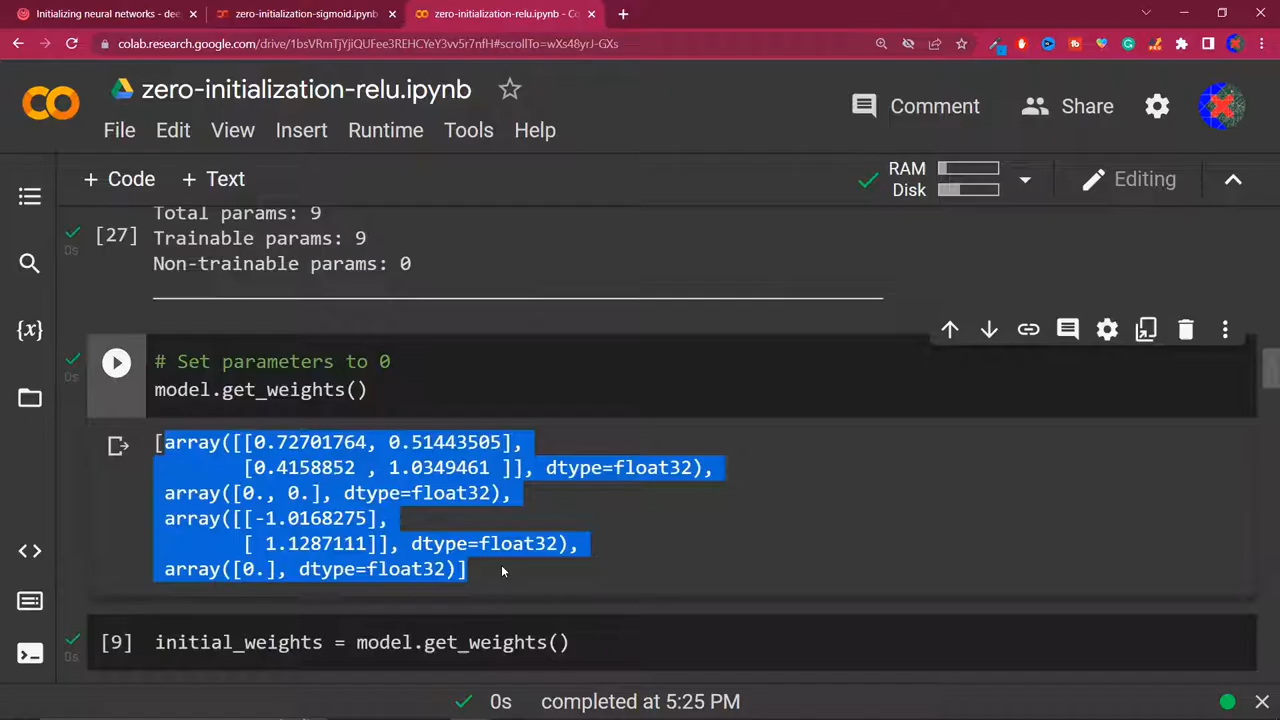 Initializing neural networks - dee
zero-initialization-sigmoid.ipynb
zero-initialization-relu.ipynb - Co
colab.research.google.com/drive/1bsVRmTjYjiQUFee3REHCYeY3vv5r7nfH#scrollTo=wXs48yrJ-GXs
zero-initialization-relu.ipynb
Comment
Share
File Edit View Insert Runtime Tools Help
+ Code + Text
RAM
Disk
Editing
Total params: 9
[27] Trainable params: 9
0s
Non-trainable params: 0
# Set parameters to 0
0s
model.get_weights()
[array([[0.72701764, 0.51443505],
[0.4158852 , 1.0349461 ]], dtype=float32),
array([0., 0.], dtype=float32),
array([[-1.0168275],
[ 1.1287111]], dtype=float32),
array([0.], dtype=float32)]
[9] initial_weights = model.get_weights()
0s
0s completed at 5:25 PM